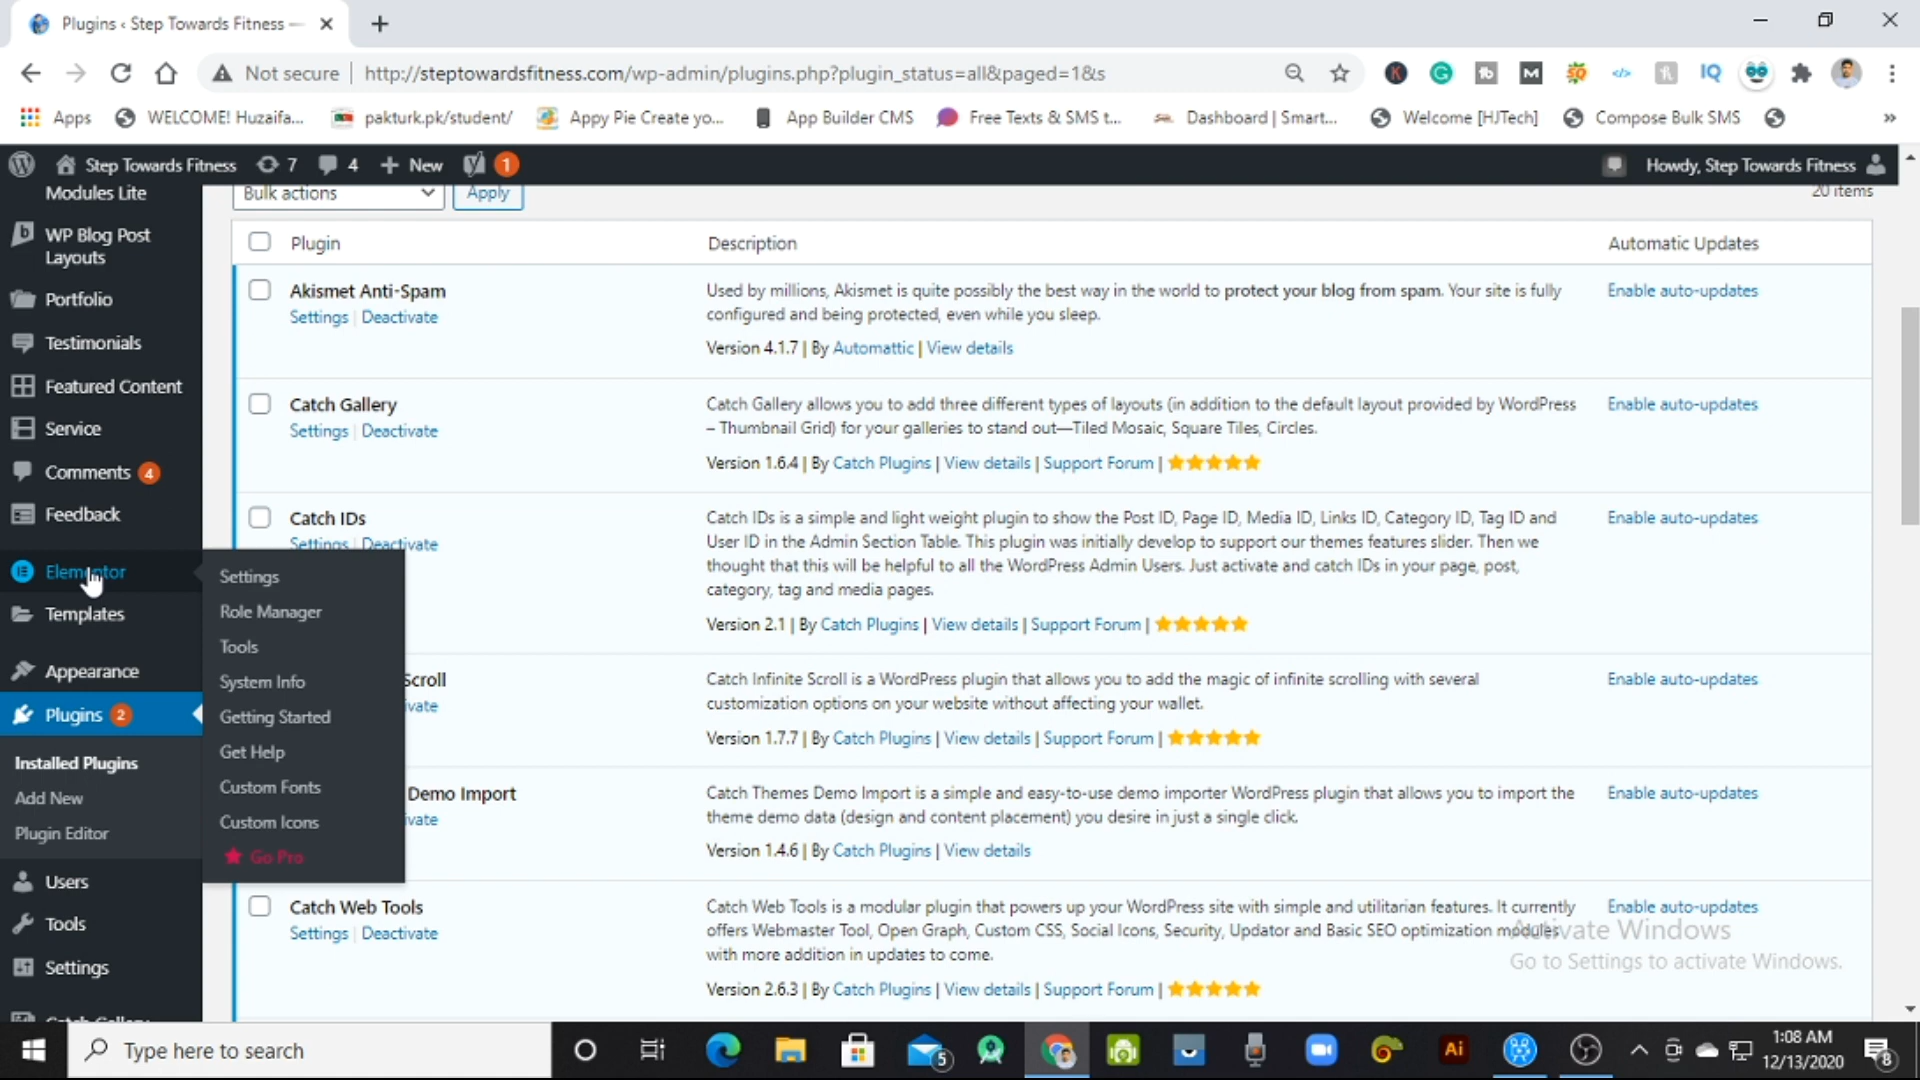 Plugins ‹ Step Towards Fitness —
Not secure
http://steptowardsfitness.com/wp-admin/plugins.php?plugin_status=all&paged=1&s
Apps
WELCOME! Huzaifa...
pakturk.pk/student/
Appy Pie Create yo...
App Builder CMS
Free Texts & SMS t...
Dashboard | Smart...
Welcome [HJTech]
Compose Bulk SMS
»
Step Towards Fitness
7
4
New
1
Howdy, Step Towards Fitness
Modules Lite
WP Blog Post
Layouts
Portfolio
Testimonials
Featured Content
Service
Comments 4
Feedback
Elementor
Templates
Appearance
Plugins 2
Installed Plugins
Add New
Plugin Editor
Users
Tools
Settings
Catch Gallery
Settings
Role Manager
Tools
System Info
Getting Started
Get Help
Custom Fonts
Custom Icons
Go Pro
Bulk actions
Apply
20 items
Plugin
Description
Automatic Updates
Akismet Anti-Spam
Settings | Deactivate
Used by millions, Akismet is quite possibly the best way in the world to protect your blog from spam. Your site is fully
configured and being protected, even while you sleep.
Version 4.1.7 | By Automattic | View details
Enable auto-updates
Catch Gallery
Settings | Deactivate
Catch Gallery allows you to add three different types of layouts (in addition to the default layout provided by WordPress
– Thumbnail Grid) for your galleries to stand out—Tiled Mosaic, Square Tiles, Circles.
Version 1.6.4 | By Catch Plugins | View details | Support Forum |
Enable auto-updates
Catch IDs
Settings | Deactivate
Catch IDs is a simple and light weight plugin to show the Post ID, Page ID, Media ID, Links ID, Category ID, Tag ID and
User ID in the Admin Section Table. This plugin was initially develop to support our themes features slider. Then we
thought that this will be helpful to all the WordPress Admin Users. Just activate and catch IDs in your page, post,
category, tag and media pages.
Version 2.1 | By Catch Plugins | View details | Support Forum |
Enable auto-updates
Scroll
vate
Catch Infinite Scroll is a WordPress plugin that allows you to add the magic of infinite scrolling with several
customization options on your website without affecting your wallet.
Version 1.7.7 | By Catch Plugins | View details | Support Forum |
Enable auto-updates
Demo Import
vate
Catch Themes Demo Import is a simple and easy-to-use demo importer WordPress plugin that allows you to import the
theme demo data (design and content placement) you desire in just a single click.
Version 1.4.6 | By Catch Plugins | View details
Enable auto-updates
Catch Web Tools
Settings | Deactivate
Catch Web Tools is a modular plugin that powers up your WordPress site with simple and utilitarian features. It currently
offers Webmaster Tool, Open Graph, Custom CSS, Social Icons, Security, Updator and Basic SEO optimization modules
with more addition in updates to come.
Version 2.6.3 | By Catch Plugins | View details | Support Forum |
Enable auto-updates
Activate Windows
Go to Settings to activate Windows.
Type here to search
5
Ai
1:08 AM
12/13/2020
8